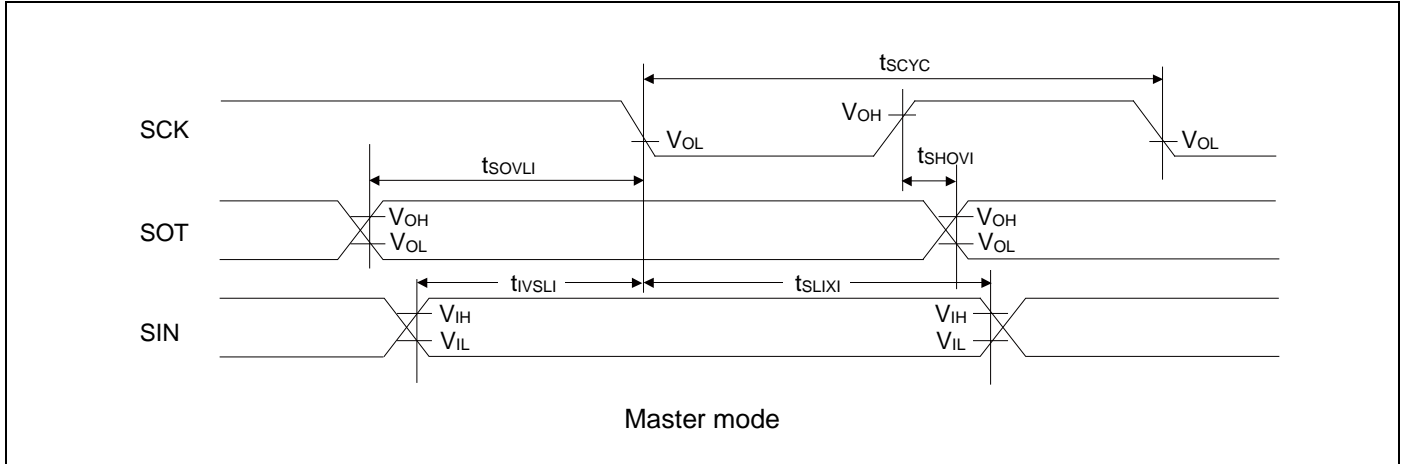 tSCYC
SCK
VOH
VOL
VOL
tSHOVI
tSOVLI
SOT
VOH
VOL
VOH
VOL
tIVSLI
tSLIXI
SIN
VIH
VIL
VIH
VIL
Master mode